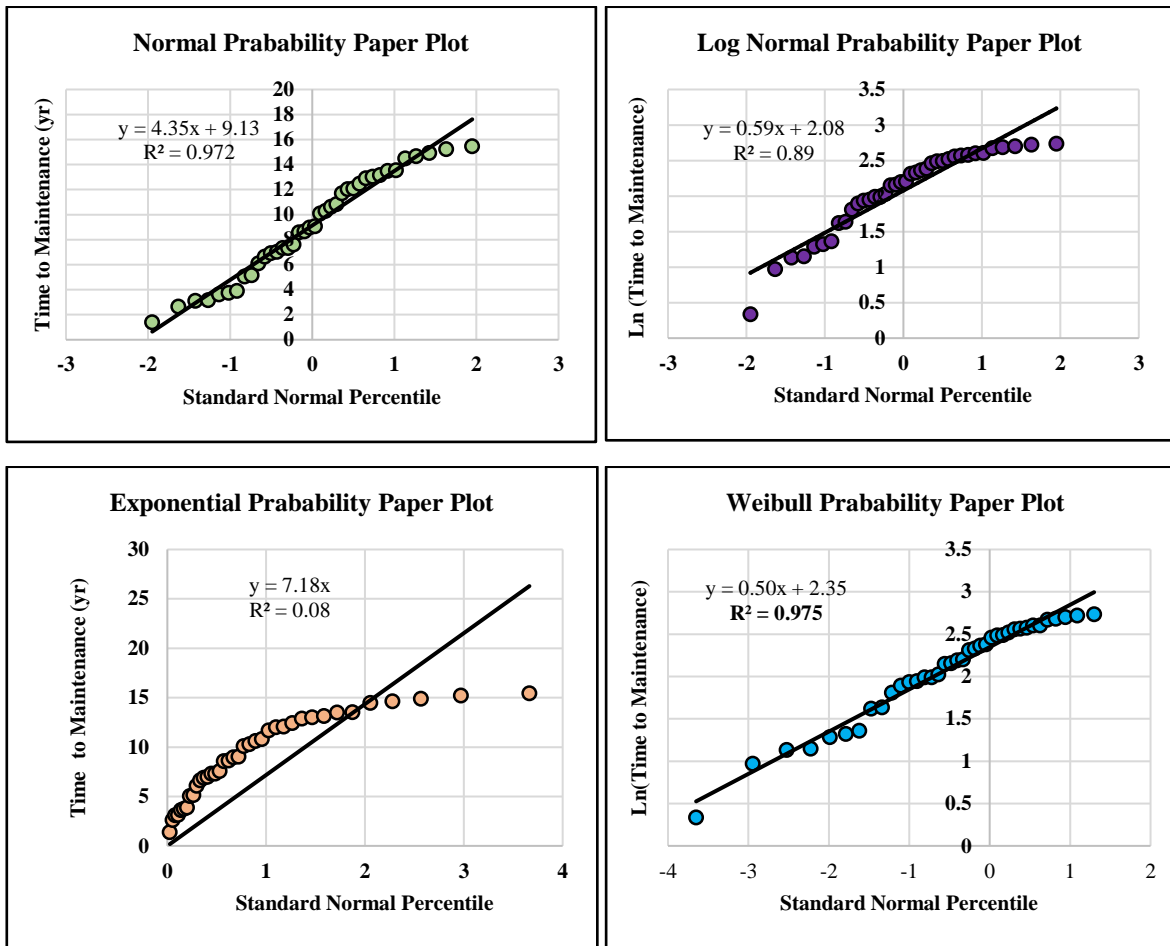 Normal Prabability Paper Plot
Time to Maintenance (yr)
20
18
16
14
12
10
8
6
4
2
0
y = 4.35x + 9.13
R² = 0.972
-3 -2 -1 0 1 2 3
Standard Normal Percentile
Log Normal Prabability Paper Plot
Ln (Time to Maintenance)
3.5
3
2.5
2
1.5
1
0.5
0
y = 0.59x + 2.08
R² = 0.89
-3 -2 -1 0 1 2 3
Standard Normal Percentile
Exponential Prabability Paper Plot
Time to Maintenance (yr)
30
25
20
15
10
5
0
y = 7.18x
R² = 0.08
0 1 2 3 4
Standard Normal Percentile
Weibull Prabability Paper Plot
Ln(Time to Maintenance)
3.5
3
2.5
2
1.5
1
0.5
0
y = 0.50x + 2.35
R² = 0.975
-4 -3 -2 -1 0 1 2
Standard Normal Percentile